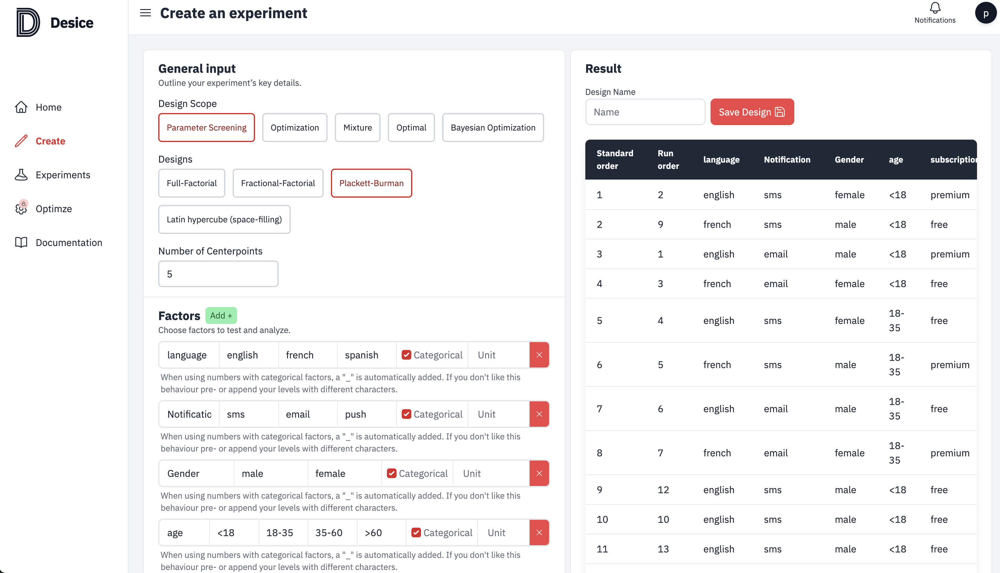 Desice
Home
Create
Experiments
Optimze
Documentation
Create an experiment
Notifications
p
General input
Outline your experiment’s key details.
Design Scope
Parameter Screening
Optimization
Mixture
Optimal
Bayesian Optimization
Designs
Full-Factorial
Fractional-Factorial
Plackett-Burman
Latin hypercube (space-filling)
Number of Centerpoints
5
Factors Add +
Choose factors to test and analyze.
language english french spanish Categorical Unit
When using numbers with categorical factors, a "_" is automatically added. If you don't like this
behaviour pre- or append your levels with different characters.
Notificatio sms email push Categorical Unit
When using numbers with categorical factors, a "_" is automatically added. If you don't like this
behaviour pre- or append your levels with different characters.
Gender male female Categorical Unit
When using numbers with categorical factors, a "_" is automatically added. If you don't like this
behaviour pre- or append your levels with different characters.
age <18 18-35 35-60 >60 Categorical Unit
When using numbers with categorical factors, a "_" is automatically added. If you don't like this
behaviour pre- or append your levels with different characters.
Result
Design Name
Name
Save Design
Standard order Run order language Notification Gender age subscription
1 2 english sms female <18 premium
2 9 french sms male <18 free
3 1 english email male <18 premium
4 3 french email female <18 free
5 4 english sms female 18-35 free
6 5 french sms male 18-35 premium
7 6 english email male 18-35 free
8 7 french email female 18-35 premium
9 12 english sms male <18 free
10 10 english sms male <18 free
11 13 english sms male <18 free